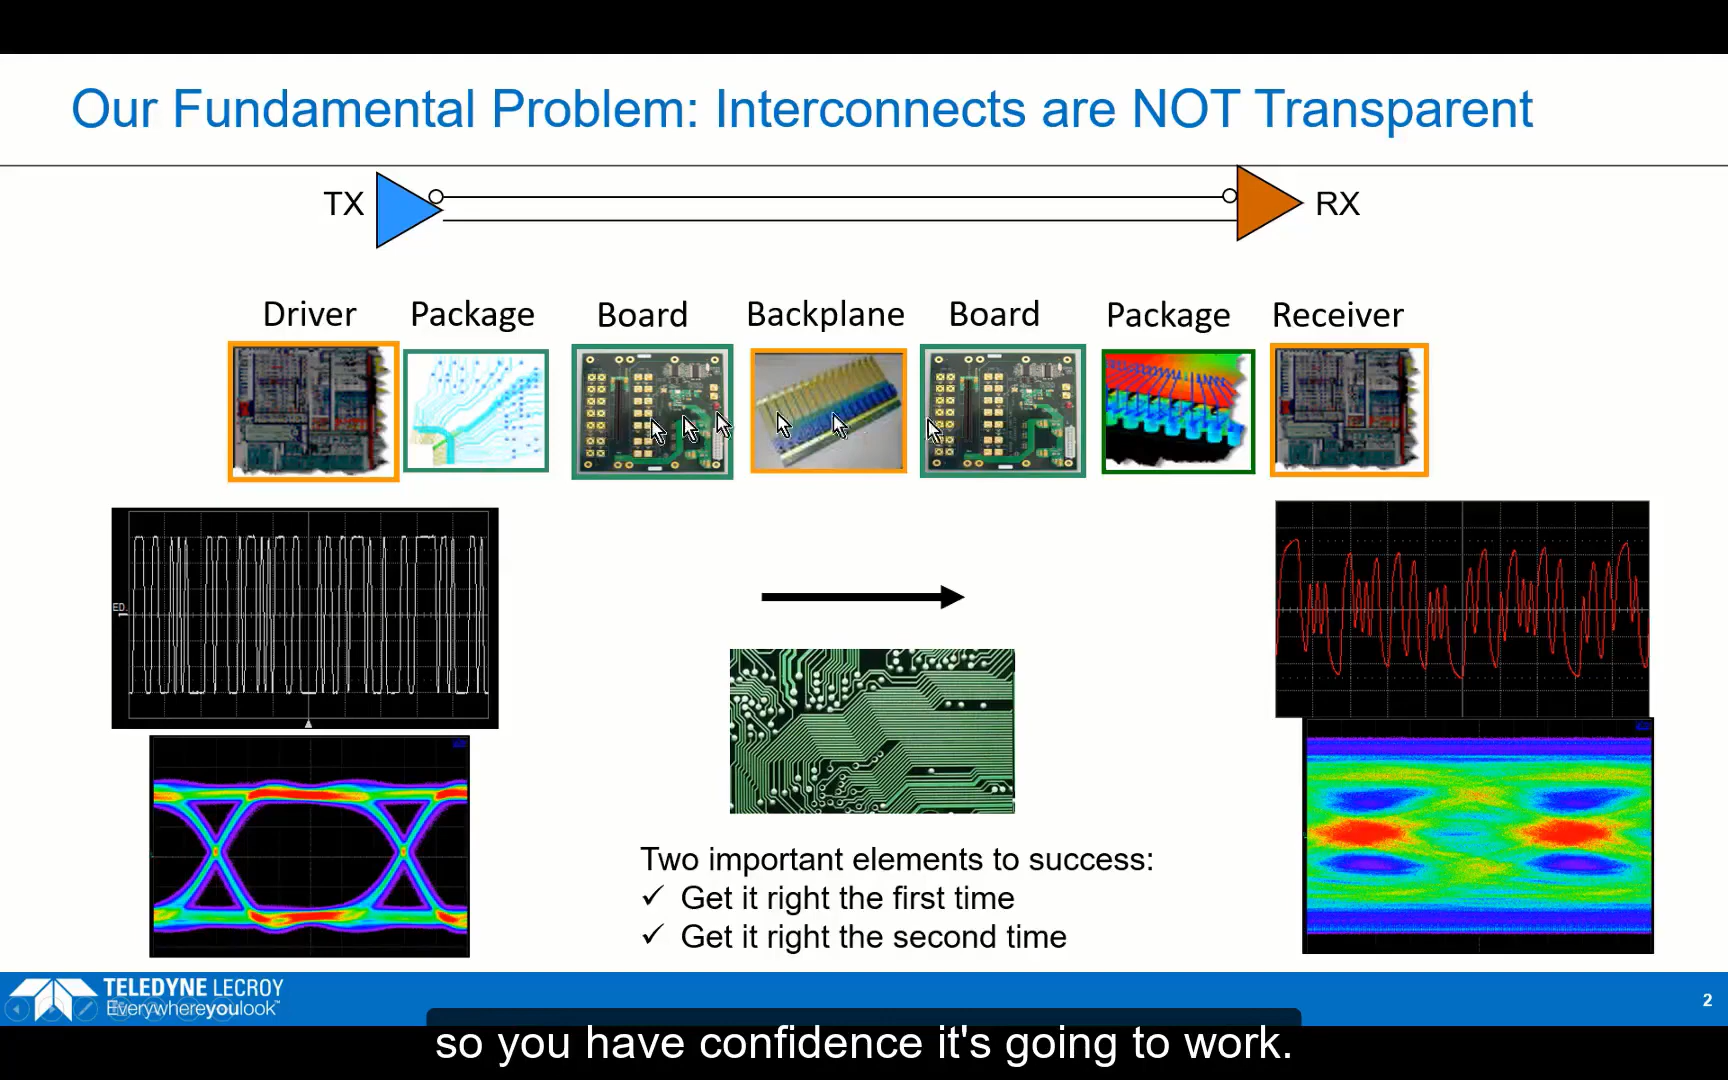 Our Fundamental Problem: Interconnects are NOT Transparent
TX
RX
Driver
Package
Board
Backplane
Board
Package
Receiver
ED
Two important elements to success:
✓ Get it right the first time
✓ Get it right the second time
TELEDYNE LECROY
Everywhereyoulook™
2
so you have confidence it's going to work.